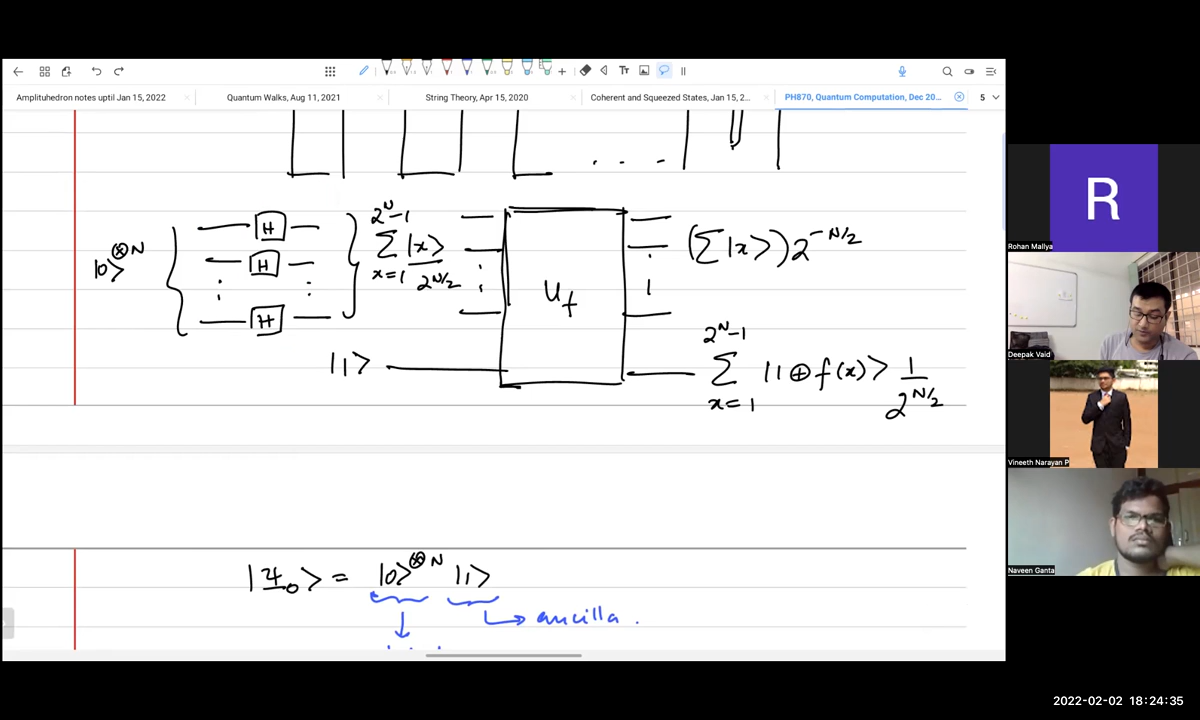 Tт
Amplituhedron notes uptil Jan 15, 2022
Quantum Walks, Aug 11, 2021
String Theory, Apr 15, 2020
Coherent and Squeezed States, Jan 15, 2...
PH870, Quantum Computation, Dec 20...
5
. . .
|0>^⊗N
H
H
⋮ ⋮
H
2^N-1
∑ |x>
x=1 2^N/2
⋮
U_f
(∑|x>) 2^-N/2
|1>
2^N-1
∑ |1 ⊕ f(x)> 1
x=1 2^N/2
|Ψ_0> = |0>^⊗N |1>
ancilla.
R
Rohan Mallya
Deepak Vaid
Vineeth Narayan P
Naveen Ganta
2022-02-02 18:24:35